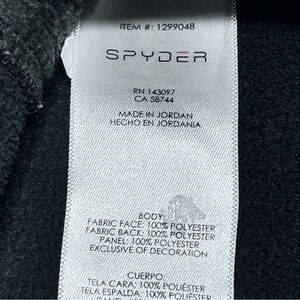 ITEM #: 1299048
SPYDER
RN 143097
CA 58744
MADE IN JORDAN
HECHO EN JORDANIA
BODY:
FABRIC FACE: 100% POLYESTER
FABRIC BACK: 100% POLYESTER
PANEL: 100% POLYESTER
EXCLUSIVE OF DECORATION
CUERPO:
TELA CARA: 100% POLIÉSTER
TELA ESPALDA: 100% POLIÉSTER